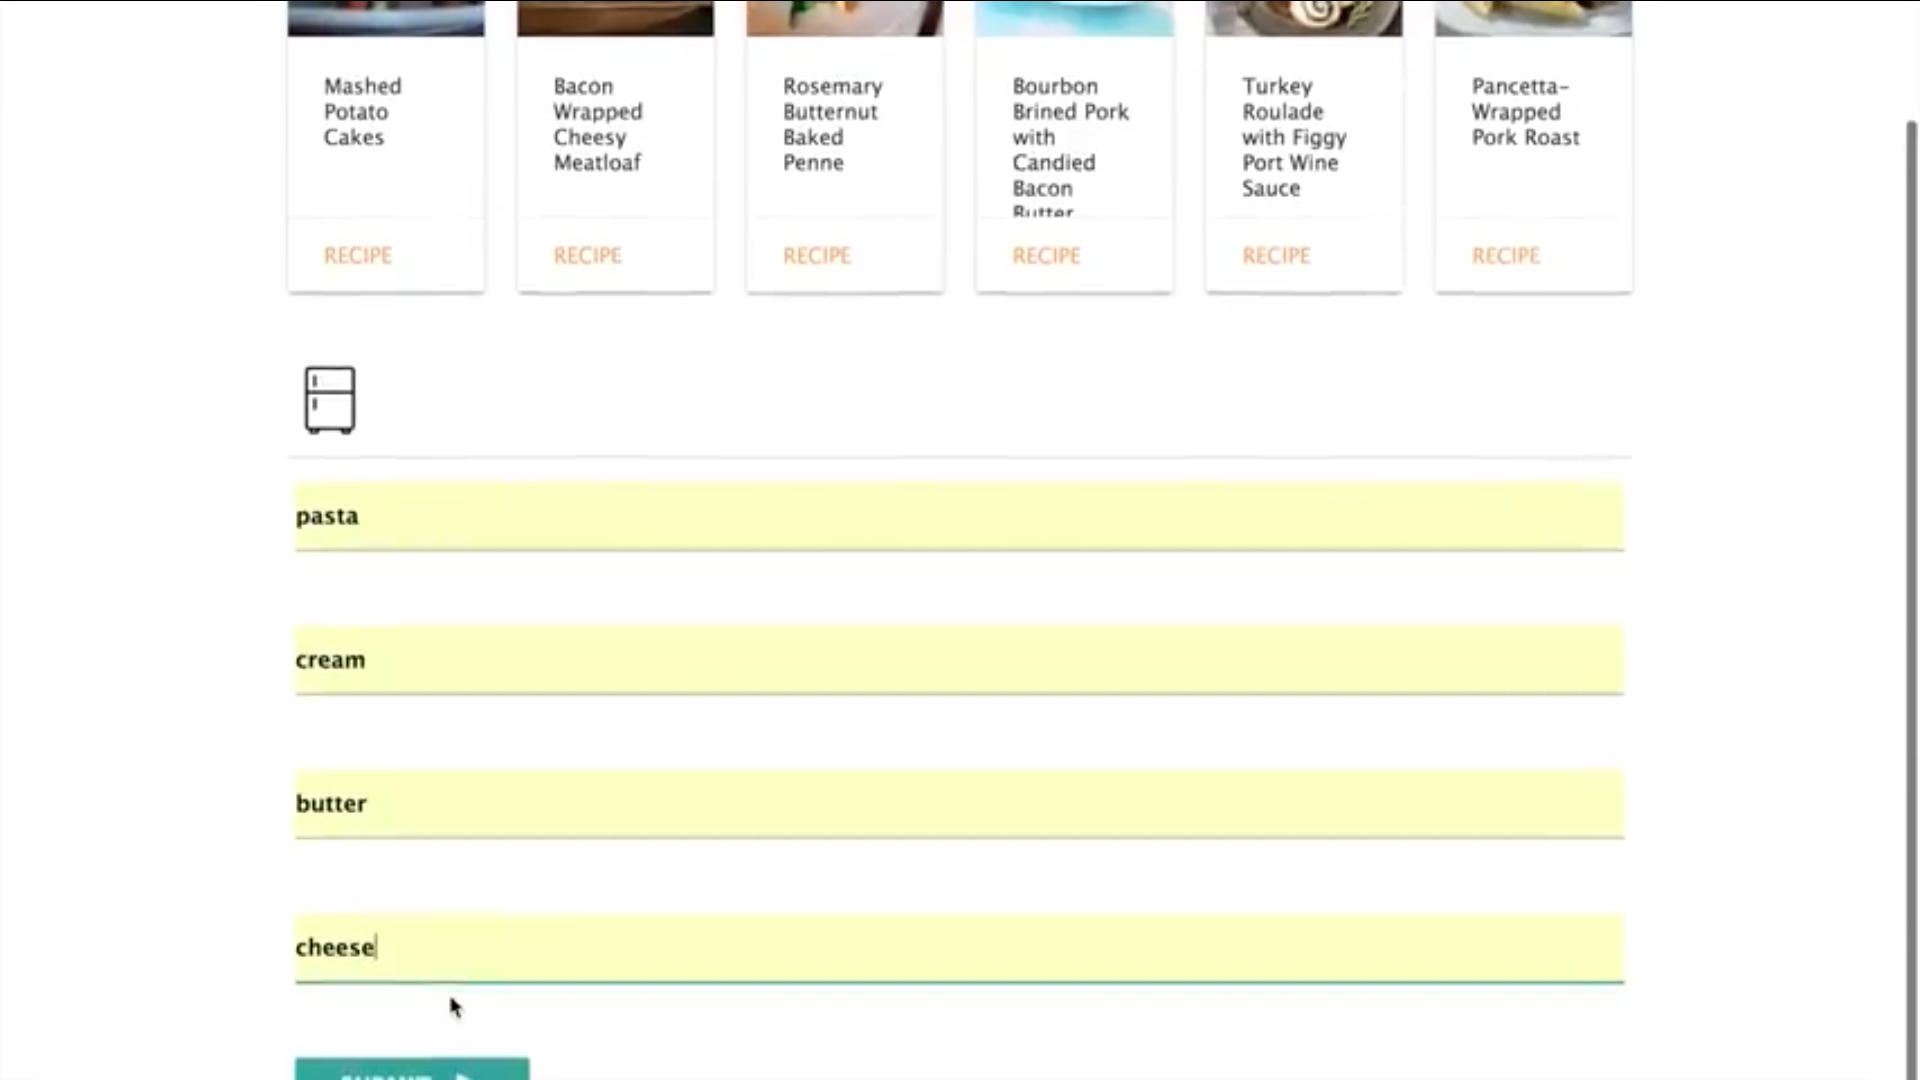 Mashed
Potato
Cakes
RECIPE
Bacon
Wrapped
Cheesy
Meatloaf
RECIPE
Rosemary
Butternut
Baked
Penne
RECIPE
Bourbon
Brined Pork
with
Candied
Bacon
Butter
RECIPE
Turkey
Roulade
with Figgy
Port Wine
Sauce
RECIPE
Pancetta-
Wrapped
Pork Roast
RECIPE
pasta
cream
butter
cheese
SUBMIT